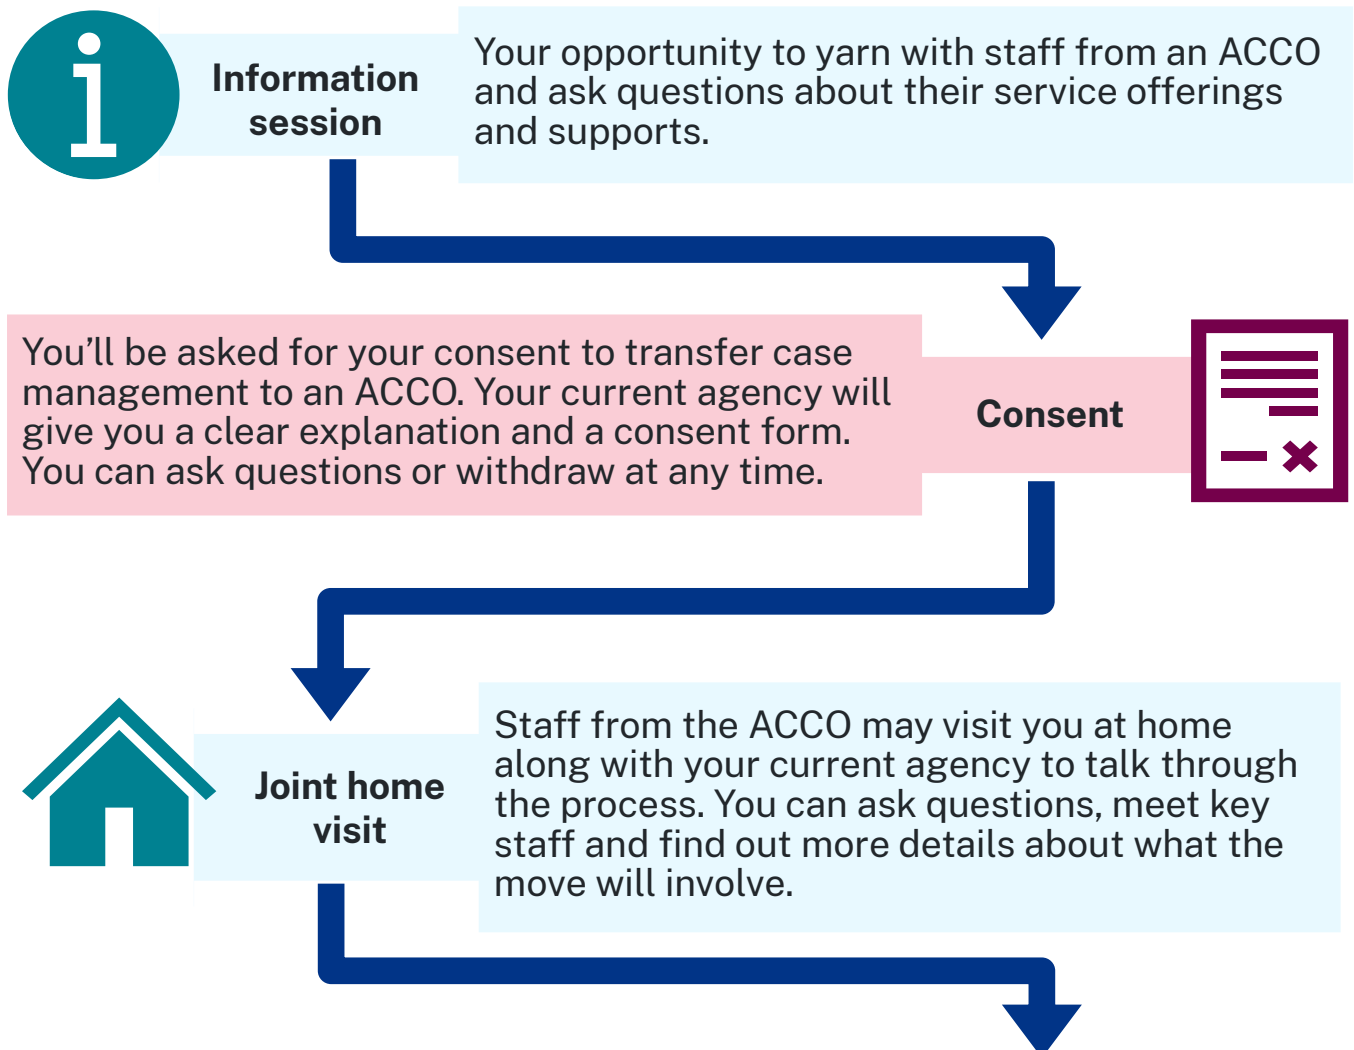 Information
session
Your opportunity to yarn with staff from an ACCO
and ask questions about their service offerings
and supports.
You'll be asked for your consent to transfer case
management to an ACCO. Your current agency will
give you a clear explanation and a consent form.
You can ask questions or withdraw at any time.
Consent
Joint home
visit
Staff from the ACCO may visit you at home
along with your current agency to talk through
the process. You can ask questions, meet key
staff and find out more details about what the
move will involve.